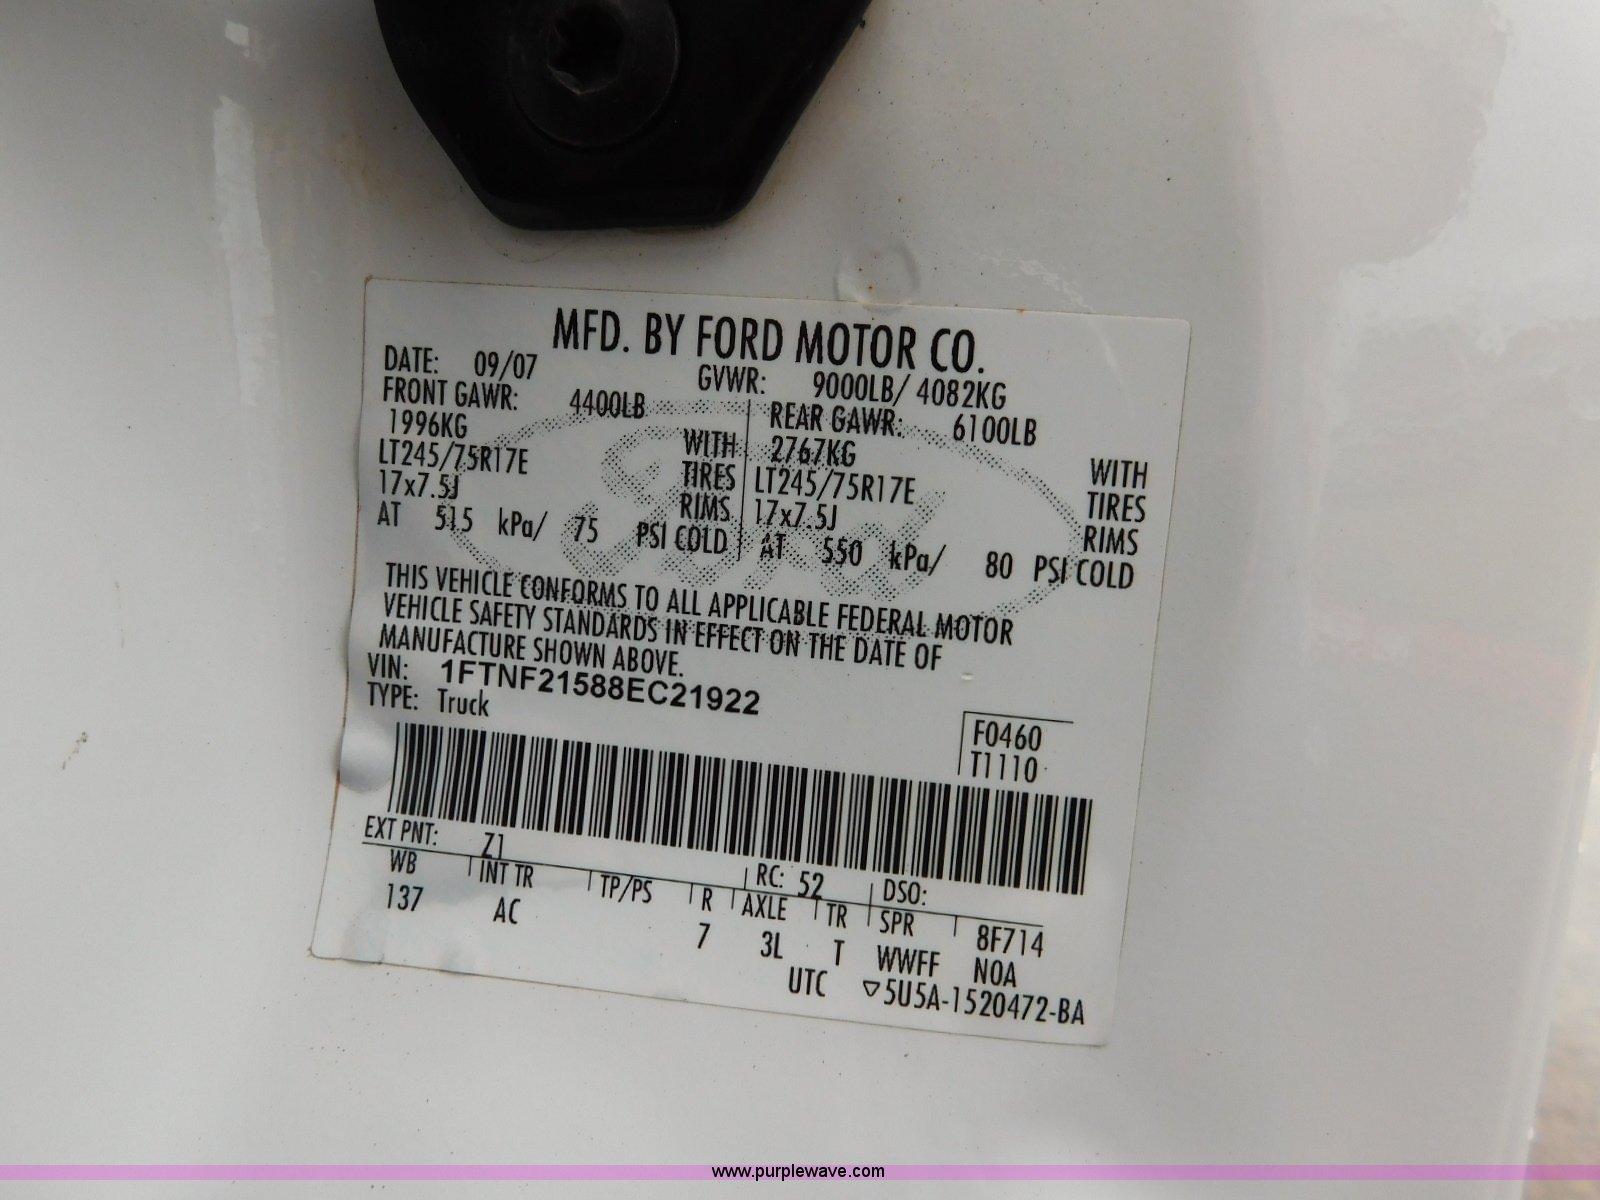 MFD. BY FORD MOTOR CO.
DATE: 09/07 GVWR: 9000LB/ 4082KG
FRONT GAWR: 4400LB REAR GAWR: 6100LB
1996KG WITH 2767KG WITH
LT245/75R17E TIRES LT245/75R17E TIRES
17x7.5J RIMS 17x7.5J RIMS
AT 515 kPa/ 75 PSI COLD AT 550 kPa/ 80 PSI COLD
THIS VEHICLE CONFORMS TO ALL APPLICABLE FEDERAL MOTOR
VEHICLE SAFETY STANDARDS IN EFFECT ON THE DATE OF
MANUFACTURE SHOWN ABOVE.
VIN: 1FTNF21588EC21922
TYPE: Truck
F0460
T1110
EXT PNT: Z1 RC: 52 DSO:
WB INT TR TP/PS R AXLE TR SPR 8F714
137 AC 7 3L T WWFF NOA
UTC ▽5U5A-1520472-BA
www.purplewave.com